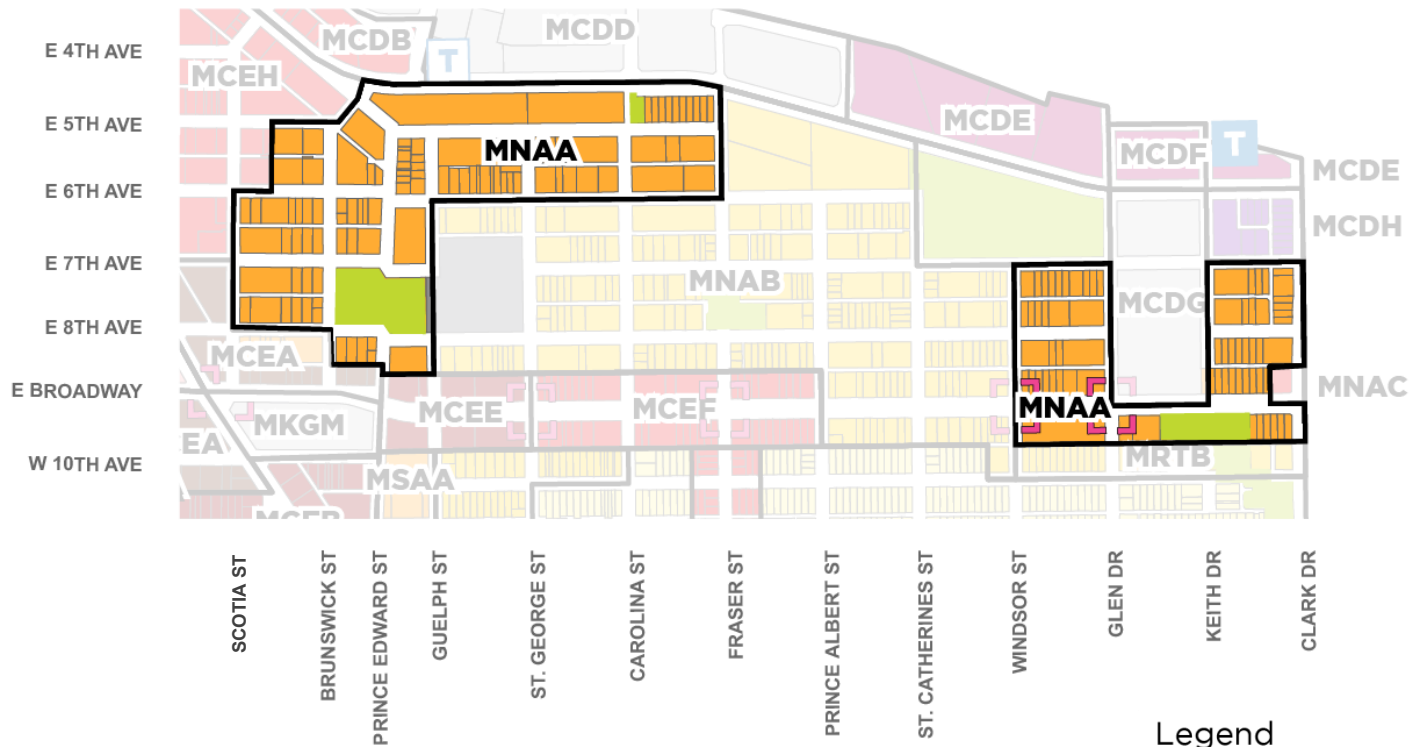 E 4TH AVE
MCDB
MCDD
T
MCEH
E 5TH AVE
MCDE
MNAA
MCDF
T
MCDE
E 6TH AVE
MCDH
E 7TH AVE
MNAB
MCDG
E 8TH AVE
MCEA
E BROADWAY
MNAC
MCEE
MCEF
MNAA
MKGM
EA
W 10TH AVE
MRTB
MSAA
SCOTIA ST
BRUNSWICK ST
PRINCE EDWARD ST
GUELPH ST
ST. GEORGE ST
CAROLINA ST
FRASER ST
PRINCE ALBERT ST
ST. CATHERINES ST
WINDSOR ST
GLEN DR
KEITH DR
CLARK DR
Legend